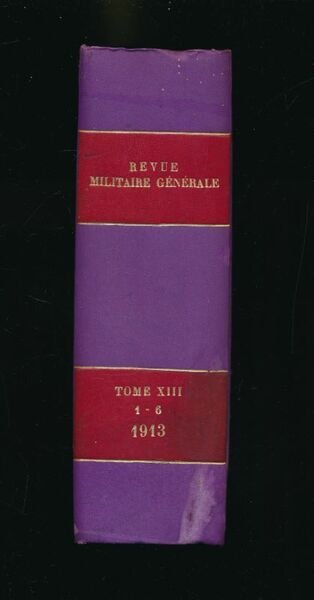 REVUE
MILITAIRE GÉNÉRALE
TOME XIII
1 - 6
1913